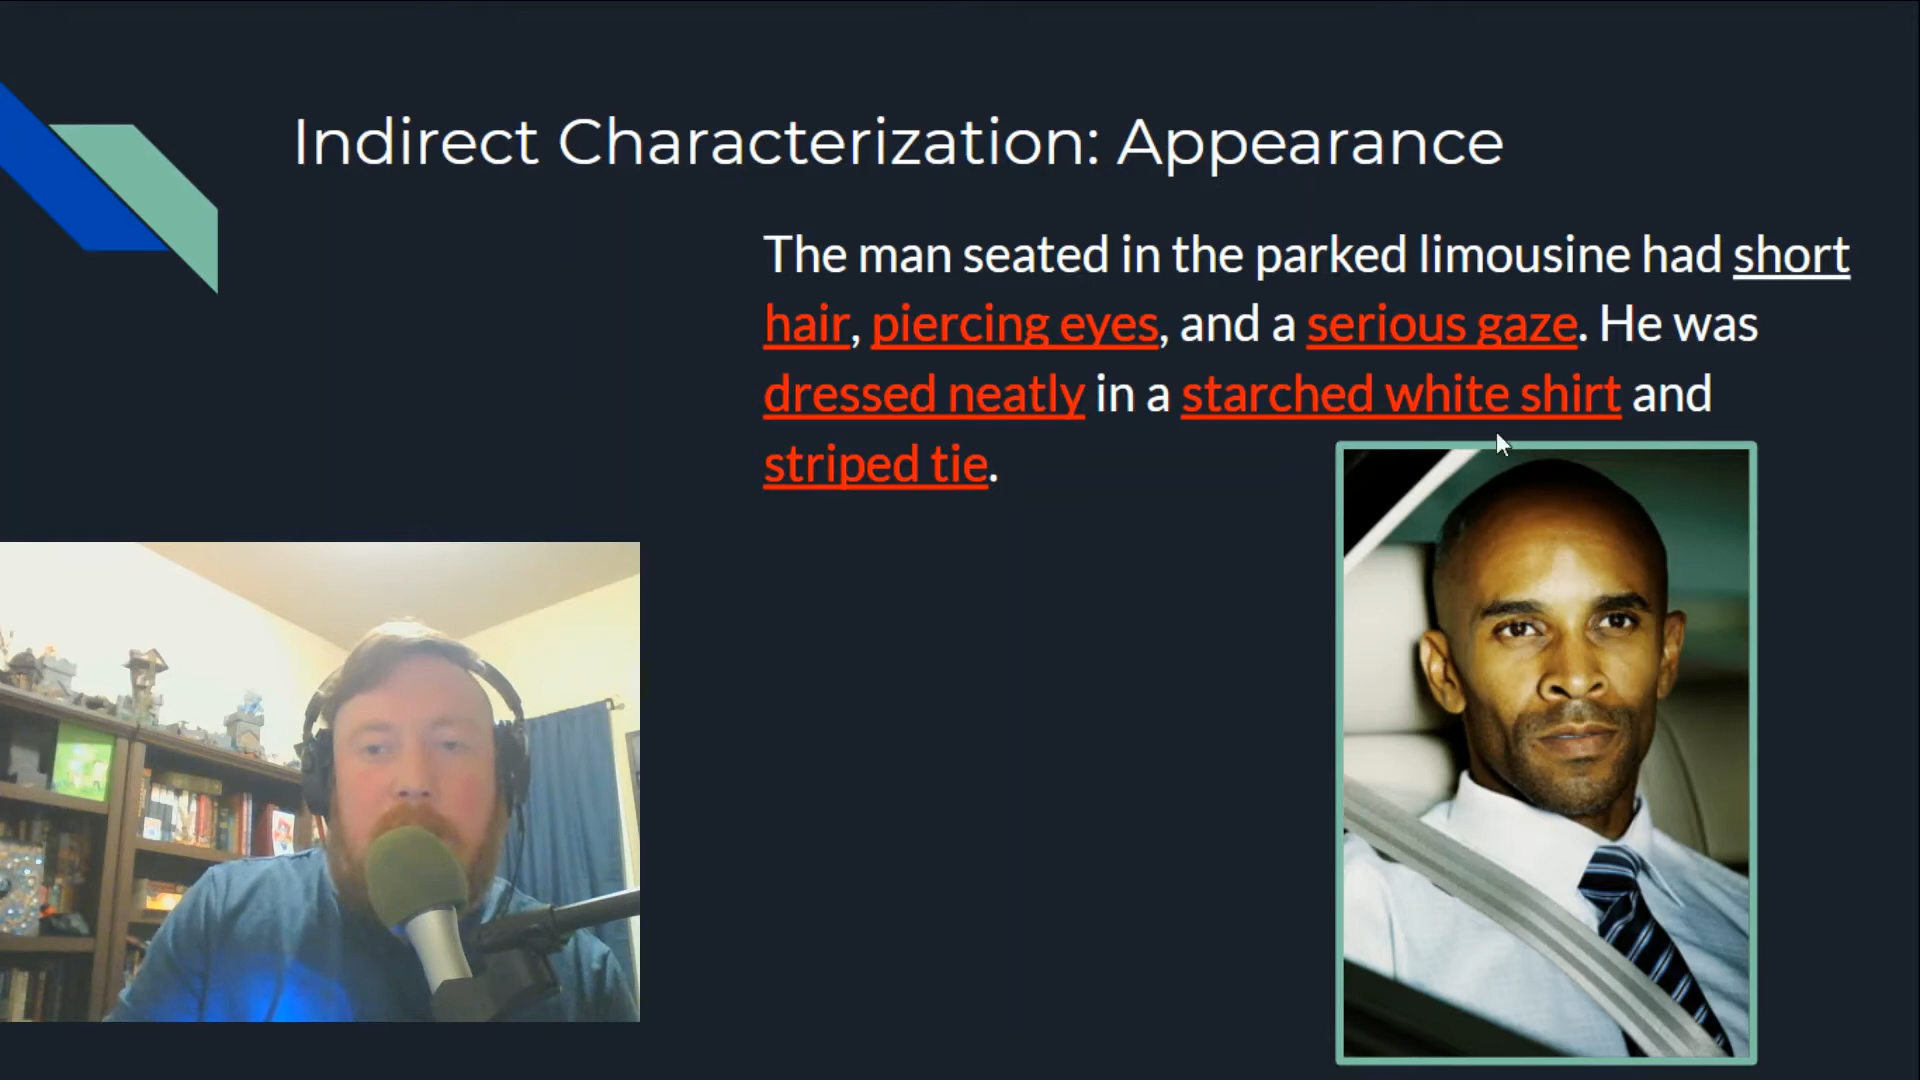 Indirect Characterization: Appearance
The man seated in the parked limousine had short
hair, piercing eyes, and a serious gaze. He was
dressed neatly in a starched white shirt and
striped tie.